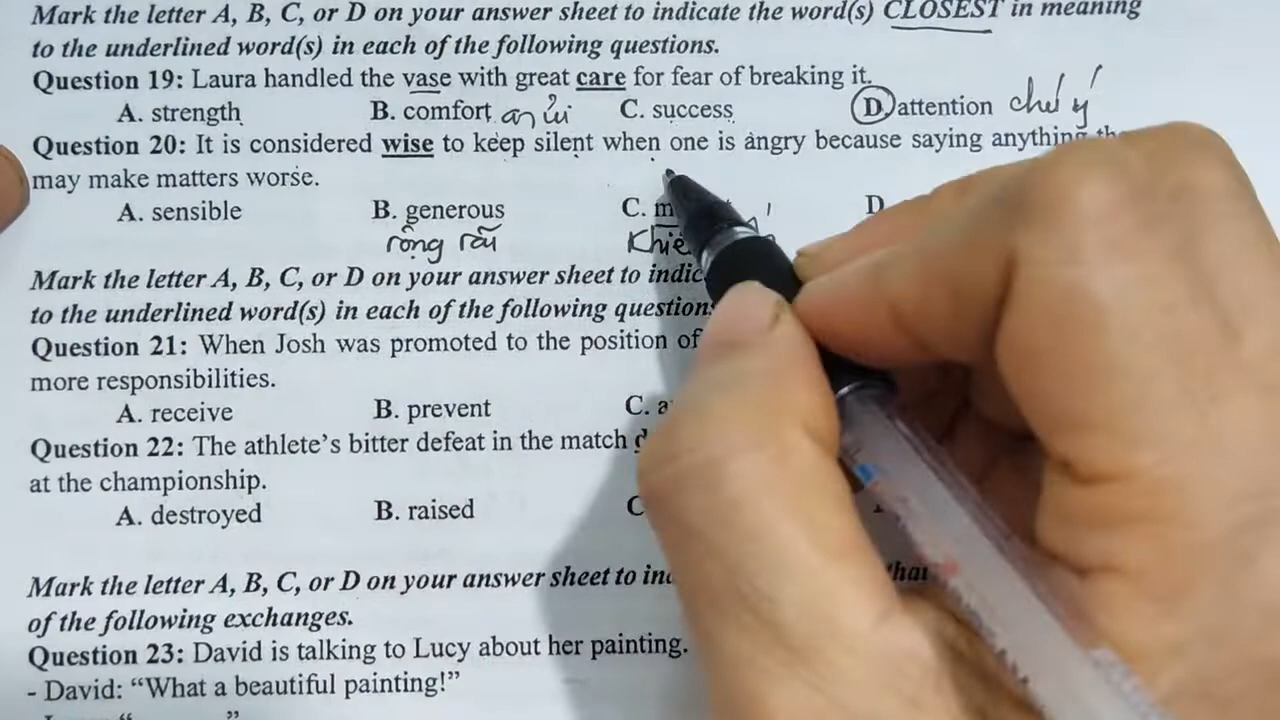 Mark the letter A, B, C, or D on your answer sheet to indicate the word(s) CLOSEST in meaning
to the underlined word(s) in each of the following questions.
Question 19: Laura handled the vase with great care for fear of breaking it.
A. strength B. comfort an ủi C. success D. attention chú ý
Question 20: It is considered wise to keep silent when one is angry because saying anything
may make matters worse.
A. sensible B. generous C. D.
rộng rãi
Mark the letter A, B, C, or D on your answer sheet to
to the underlined word(s) in each of the following
Question 21: When Josh was promoted to the position of
more responsibilities.
A. receive B. prevent C.
Question 22: The athlete's bitter defeat in the match
at the championship.
A. destroyed B. raised
Mark the letter A, B, C, or D on your answer sheet to
of the following exchanges.
Question 23: David is talking to Lucy about her painting.
- David: “What a beautiful painting!”